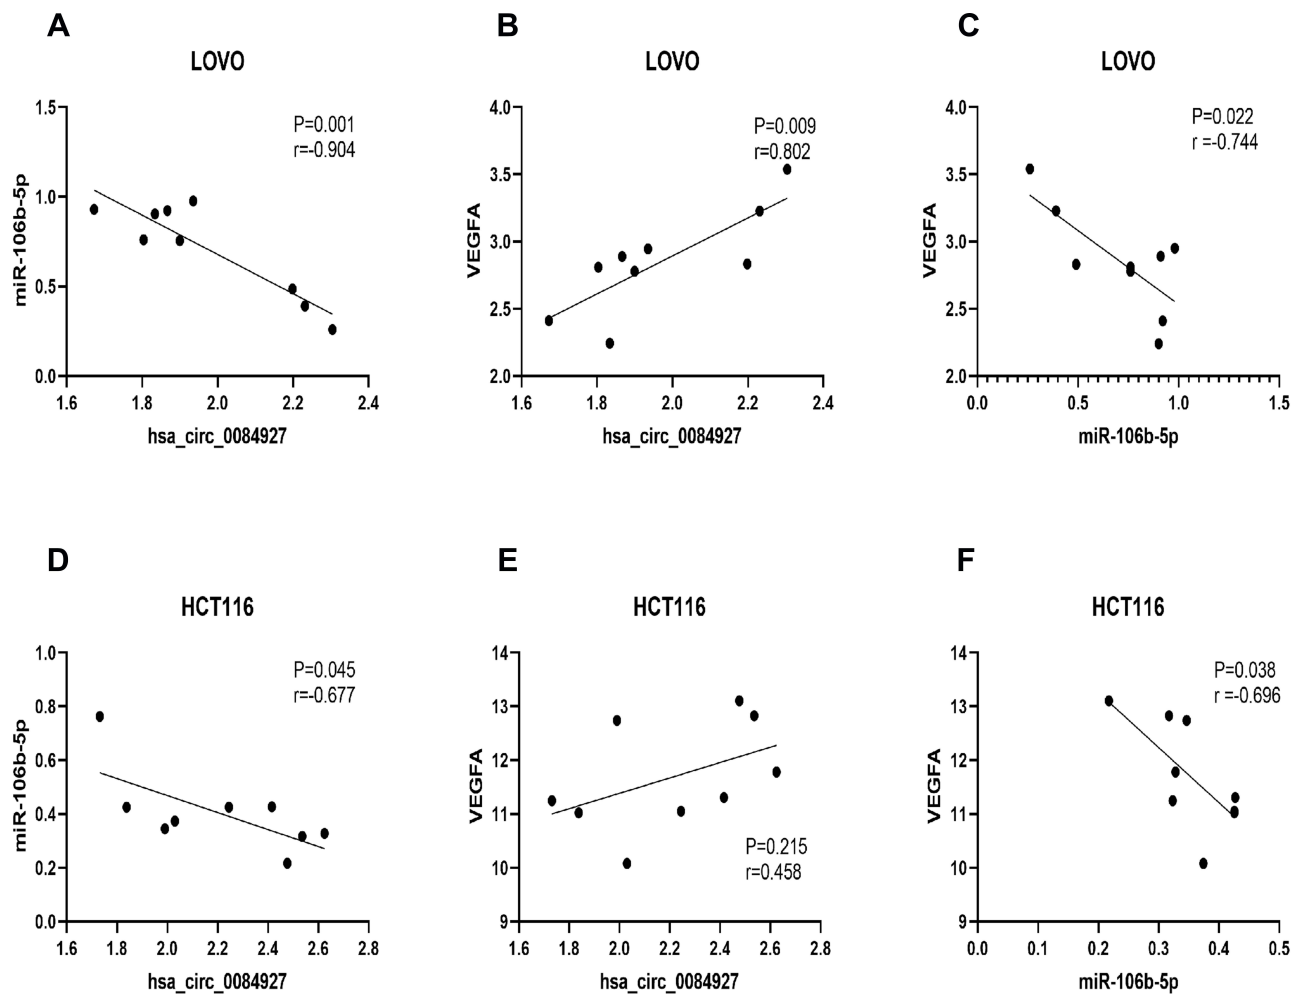 A
LOVO
P=0.001
r=-0.904
miR-106b-5p
1.5
1.0
0.5
0.0
1.6 1.8 2.0 2.2 2.4
hsa_circ_0084927
B
LOVO
P=0.009
r=0.802
VEGFA
4.0
3.5
3.0
2.5
2.0
1.6 1.8 2.0 2.2 2.4
hsa_circ_0084927
C
LOVO
P=0.022
r =-0.744
VEGFA
4.0
3.5
3.0
2.5
2.0
0.0 0.5 1.0 1.5
miR-106b-5p
D
HCT116
P=0.045
r=-0.677
miR-106b-5p
1.0
0.8
0.6
0.4
0.2
0.0
1.6 1.8 2.0 2.2 2.4 2.6 2.8
hsa_circ_0084927
E
HCT116
VEGFA
14
13
12
11
10
9
P=0.215
r=0.458
1.6 1.8 2.0 2.2 2.4 2.6 2.8
hsa_circ_0084927
F
HCT116
P=0.038
r =-0.696
VEGFA
14
13
12
11
10
9
0.0 0.1 0.2 0.3 0.4 0.5
miR-106b-5p